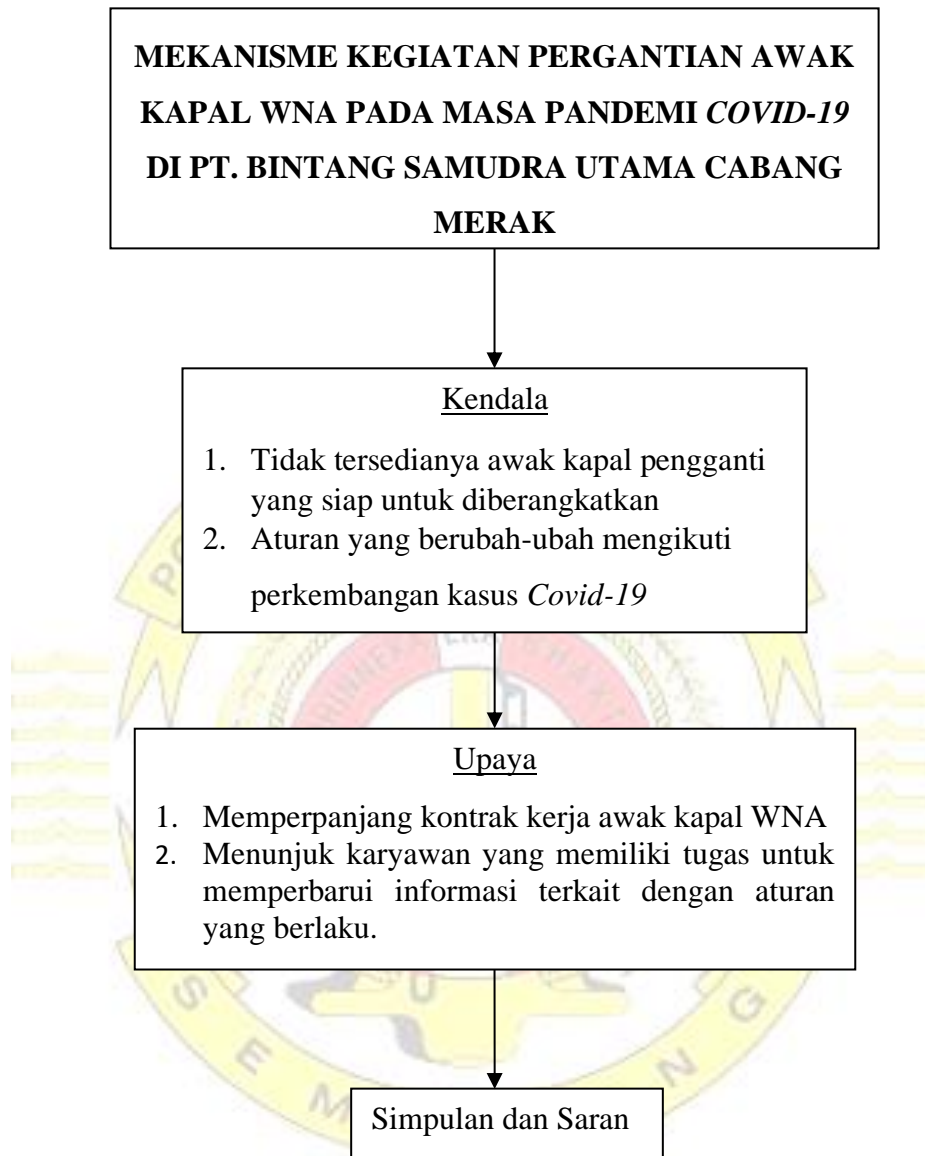 MEKANISME KEGIATAN PERGANTIAN AWAK
KAPAL WNA PADA MASA PANDEMI COVID-19
DI PT. BINTANG SAMUDRA UTAMA CABANG
MERAK
Kendala
1. Tidak tersedianya awak kapal pengganti
yang siap untuk diberangkatkan
2. Aturan yang berubah-ubah mengikuti
perkembangan kasus Covid-19
Upaya
1. Memperpanjang kontrak kerja awak kapal WNA
2. Menunjuk karyawan yang memiliki tugas untuk
memperbarui informasi terkait dengan aturan
yang berlaku.
Simpulan dan Saran